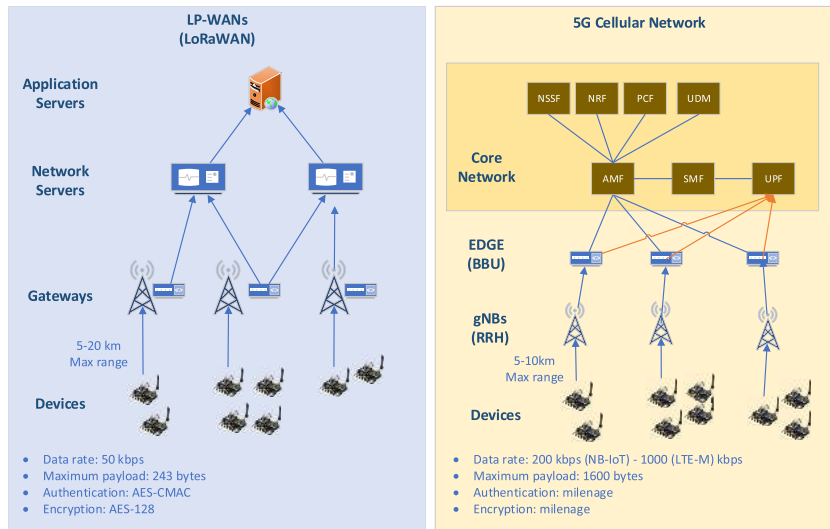 LP-WANs
(LoRaWAN)
Application
Servers
Network
Servers
Gateways
5-20 km
Max range
Devices
• Data rate: 50 kbps
• Maximum payload: 243 bytes
• Authentication: AES-CMAC
• Encryption: AES-128
5G Cellular Network
NSSF
NRF
PCF
UDM
Core
Network
AMF
SMF
UPF
EDGE
(BBU)
gNBs
(RRH)
5-10km
Max range
Devices
• Data rate: 200 kbps (NB-IoT) - 1000 (LTE-M) kbps
• Maximum payload: 1600 bytes
• Authentication: milenage
• Encryption: milenage